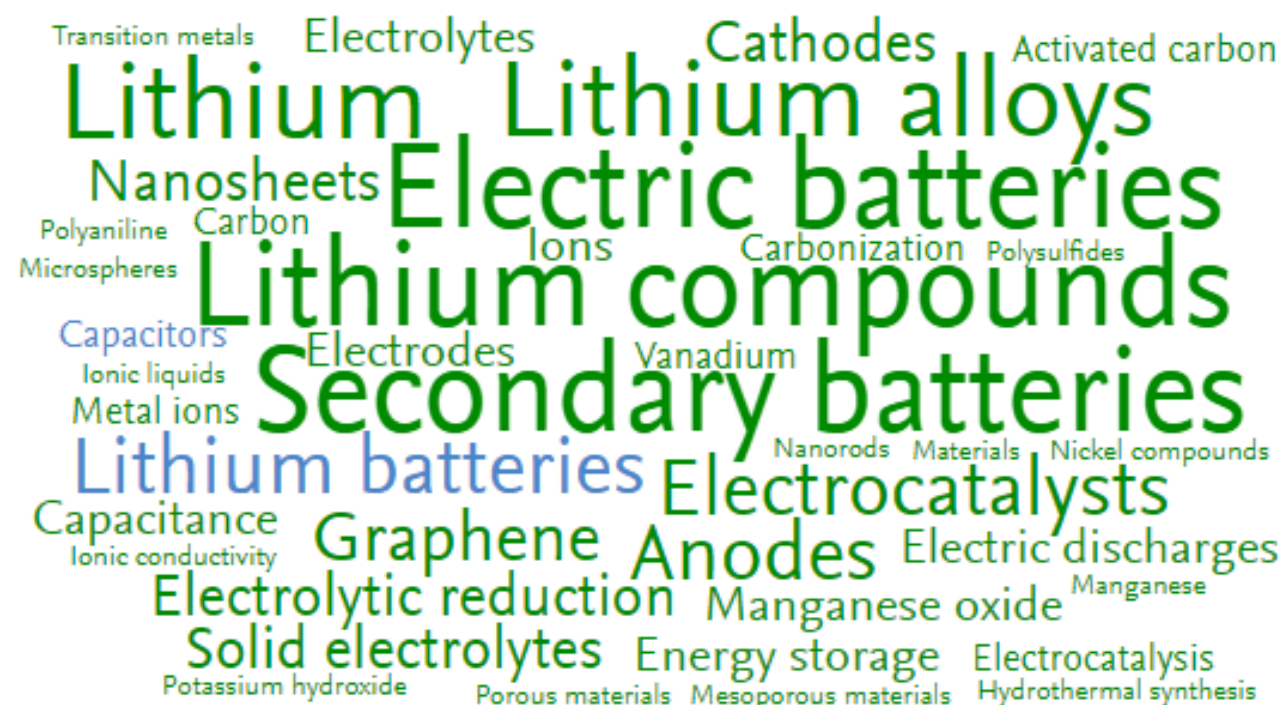 Transition metals
Electrolytes
Cathodes
Activated carbon
Lithium
Lithium alloys
Nanosheets
Electric batteries
Polyaniline
Carbon
Ions
Carbonization
Polysulfides
Microspheres
Lithium compounds
Capacitors
Electrodes
Vanadium
Ionic liquids
Secondary batteries
Metal ions
Nanorods
Materials
Nickel compounds
Lithium batteries
Electrocatalysts
Capacitance
Graphene
Anodes
Electric discharges
Ionic conductivity
Manganese
Electrolytic reduction
Manganese oxide
Solid electrolytes
Energy storage
Electrocatalysis
Potassium hydroxide
Porous materials
Mesoporous materials
Hydrothermal synthesis